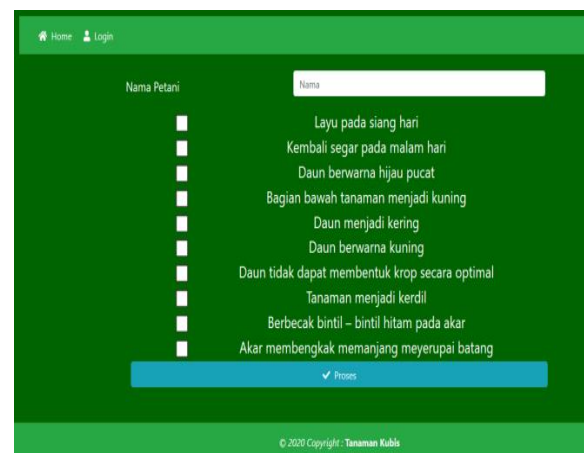 Home Login
Nama Petani Nama
Layu pada siang hari
Kembali segar pada malam hari
Daun berwarna hijau pucat
Bagian bawah tanaman menjadi kuning
Daun menjadi kering
Daun berwarna kuning
Daun tidak dapat membentuk krop secara optimal
Tanaman menjadi kerdil
Berbecak bintil – bintil hitam pada akar
Akar membengkak memanjang meyerupai batang
Proses
© 2020 Copyright : Tanaman Kubis